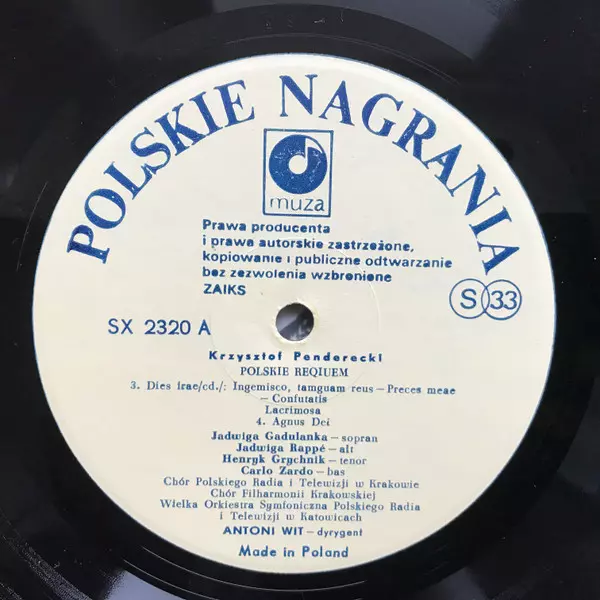 POLSKIE NAGRANIA
muza
Prawa producenta
i prawa autorskie zastrzeżone,
kopiowanie i publiczne odtwarzanie
bez zezwolenia wzbronione
ZAIKS
S 33
SX 2320 A
Krzysztof Penderecki
POLSKIE REQIUEM
3. Dies irae/cd./: Ingemisco, tamguam reus — Preces meae
— Confutatis
Lacrimosa
4. Agnus Dei
Jadwiga Gadulanka — sopran
Jadwiga Rappé — alt
Henryk Grychnik — tenor
Carlo Zardo — bas
Chór Polskiego Radia i Telewizji w Krakowie
Chór Filharmonii Krakowskiej
Wielka Orkiestra Symfoniczna Polskiego Radia
i Telewizji w Katowicach
ANTONI WIT — dyrygent
Made in Poland